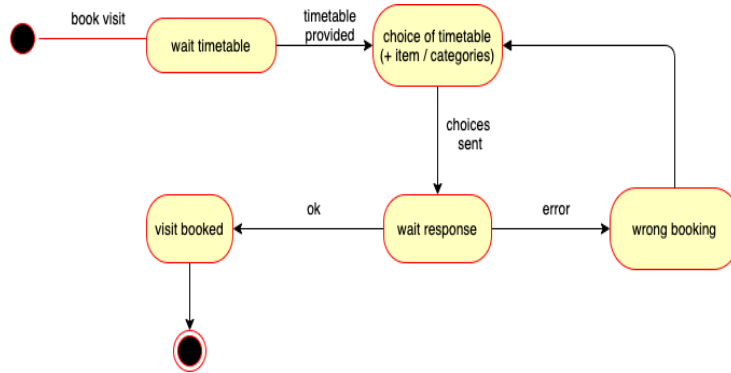 book visit
wait timetable
timetable
provided
choice of timetable
(+ item / categories)
choices
sent
visit booked
ok
wait response
error
wrong booking